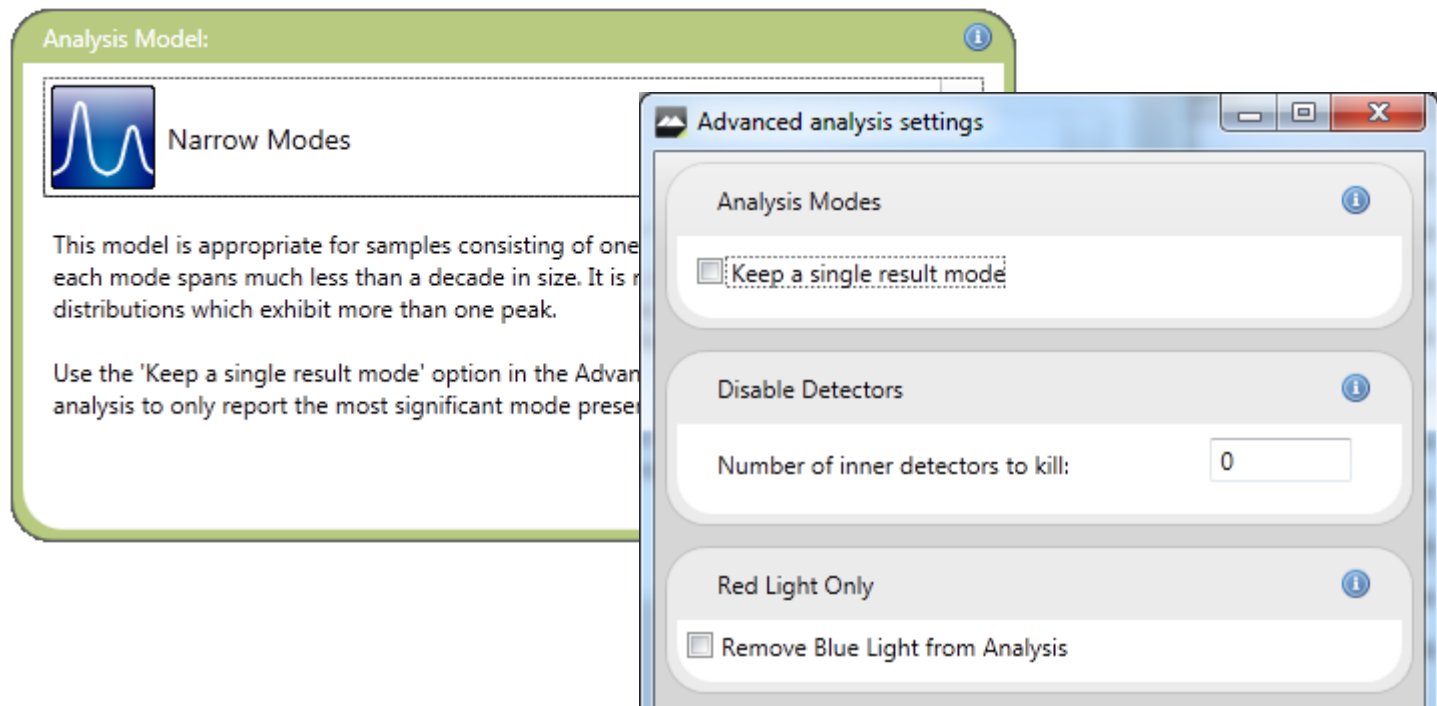 Analysis Model:
Narrow Modes
This model is appropriate for samples consisting of one
each mode spans much less than a decade in size. It is
distributions which exhibit more than one peak.
Use the 'Keep a single result mode' option in the
analysis to only report the most significant mode
Advanced analysis settings
Analysis Modes
Keep a single result mode
Disable Detectors
Number of inner detectors to kill:
0
Red Light Only
Remove Blue Light from Analysis